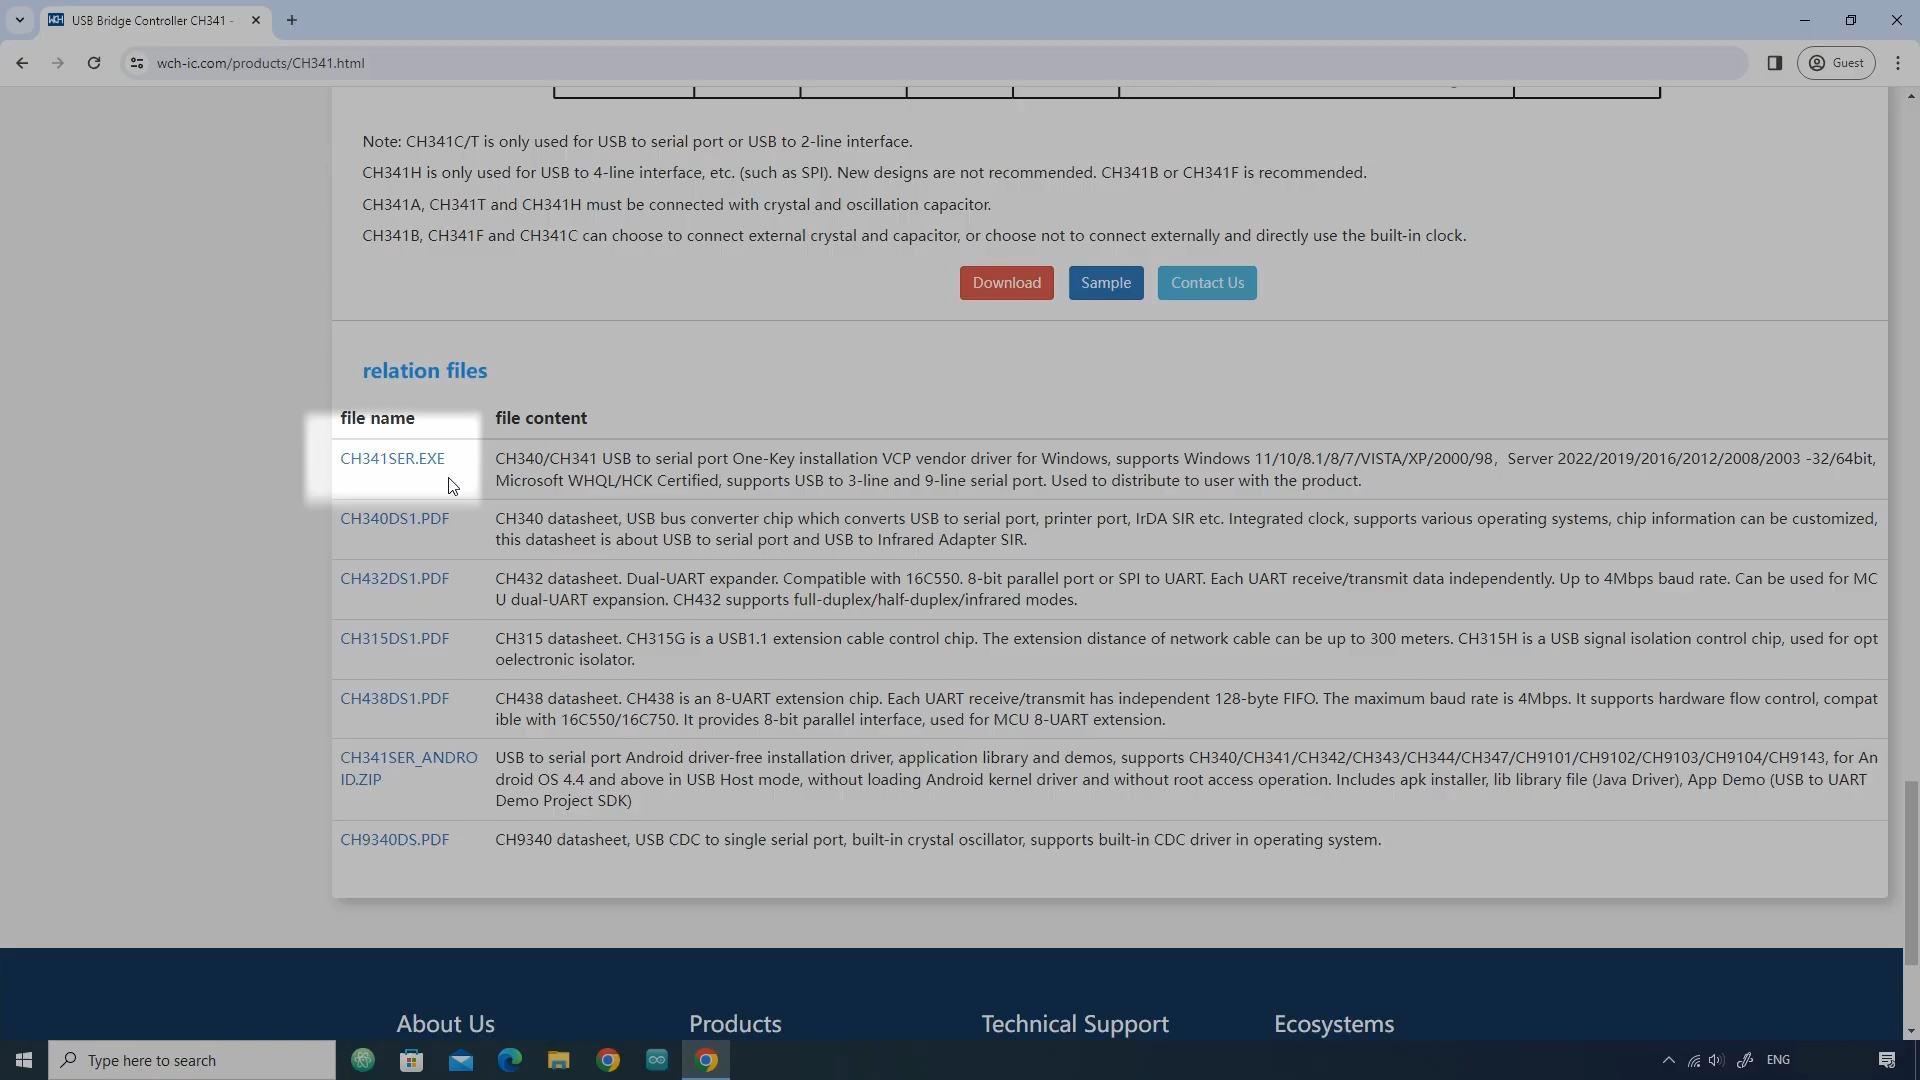 USB Bridge Controller CH341 -
wch-ic.com/products/CH341.html
Guest
Note: CH341C/T is only used for USB to serial port or USB to 2-line interface.
CH341H is only used for USB to 4-line interface, etc. (such as SPI). New designs are not recommended. CH341B or CH341F is recommended.
CH341A, CH341T and CH341H must be connected with crystal and oscillation capacitor.
CH341B, CH341F and CH341C can choose to connect external crystal and capacitor, or choose not to connect externally and directly use the built-in clock.
Download Sample Contact Us
relation files
file name file content
CH341SER.EXE CH340/CH341 USB to serial port One-Key installation VCP vendor driver for Windows, supports Windows 11/10/8.1/8/7/VISTA/XP/2000/98，Server 2022/2019/2016/2012/2008/2003 -32/64bit,
Microsoft WHQL/HCK Certified, supports USB to 3-line and 9-line serial port. Used to distribute to user with the product.
CH340DS1.PDF CH340 datasheet, USB bus converter chip which converts USB to serial port, printer port, IrDA SIR etc. Integrated clock, supports various operating systems, chip information can be customized,
this datasheet is about USB to serial port and USB to Infrared Adapter SIR.
CH432DS1.PDF CH432 datasheet. Dual-UART expander. Compatible with 16C550. 8-bit parallel port or SPI to UART. Each UART receive/transmit data independently. Up to 4Mbps baud rate. Can be used for MC
U dual-UART expansion. CH432 supports full-duplex/half-duplex/infrared modes.
CH315DS1.PDF CH315 datasheet. CH315G is a USB1.1 extension cable control chip. The extension distance of network cable can be up to 300 meters. CH315H is a USB signal isolation control chip, used for opt
oelectronic isolator.
CH438DS1.PDF CH438 datasheet. CH438 is an 8-UART extension chip. Each UART receive/transmit has independent 128-byte FIFO. The maximum baud rate is 4Mbps. It supports hardware flow control, compat
ible with 16C550/16C750. It provides 8-bit parallel interface, used for MCU 8-UART extension.
CH341SER_ANDRO USB to serial port Android driver-free installation driver, application library and demos, supports CH340/CH341/CH342/CH343/CH344/CH347/CH9101/CH9102/CH9103/CH9104/CH9143, for An
ID.ZIP droid OS 4.4 and above in USB Host mode, without loading Android kernel driver and without root access operation. Includes apk installer, lib library file (Java Driver), App Demo (USB to UART
Demo Project SDK)
CH9340DS.PDF CH9340 datasheet, USB CDC to single serial port, built-in crystal oscillator, supports built-in CDC driver in operating system.
About Us Products Technical Support Ecosystems
Type here to search
ENG